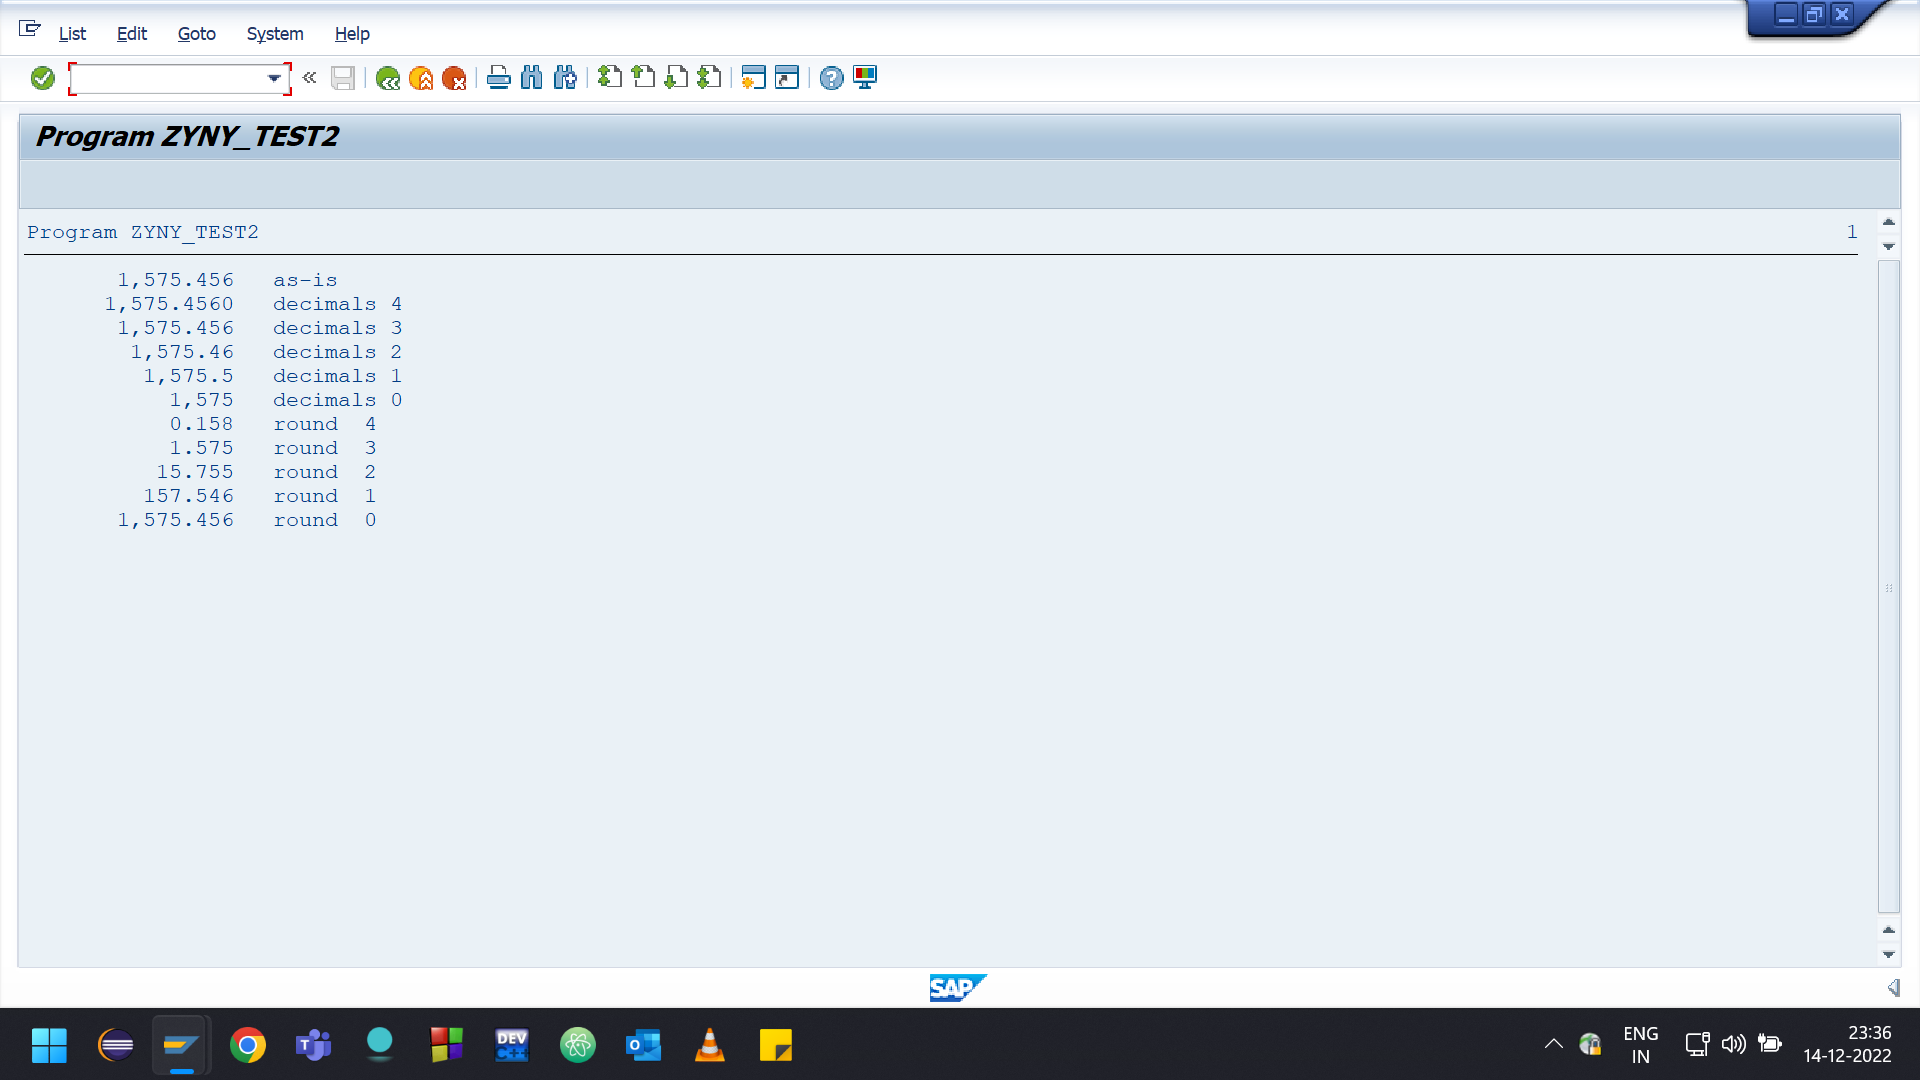 List Edit Goto System Help
Program ZYNY_TEST2
Program ZYNY_TEST2 1
1,575.456 as-is
1,575.4560 decimals 4
1,575.456 decimals 3
1,575.46 decimals 2
1,575.5 decimals 1
1,575 decimals 0
0.158 round 4
1.575 round 3
15.755 round 2
157.546 round 1
1,575.456 round 0
SAP
DEV
C++
ENG
IN
23:36
14-12-2022